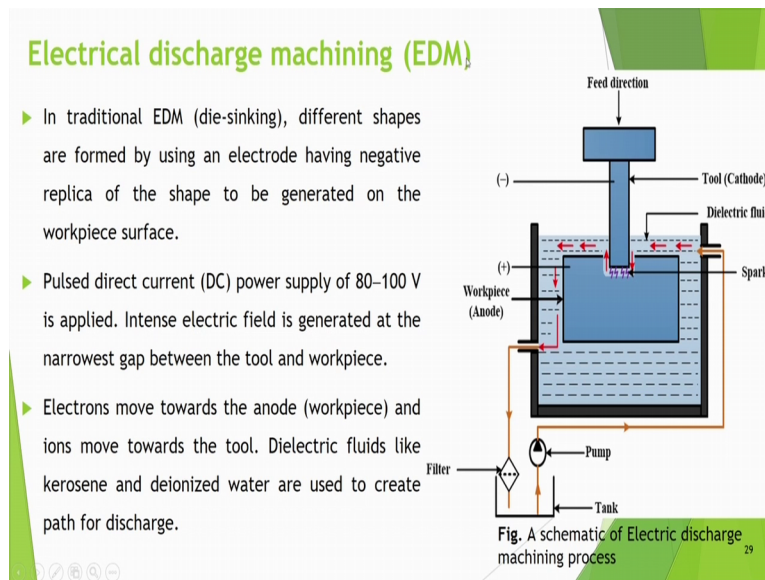 Electrical discharge machining (EDM)
In traditional EDM (die-sinking), different shapes
are formed by using an electrode having negative
replica of the shape to be generated on the
workpiece surface.
Pulsed direct current (DC) power supply of 80–100 V
is applied. Intense electric field is generated at the
narrowest gap between the tool and workpiece.
Electrons move towards the anode (workpiece) and
ions move towards the tool. Dielectric fluids like
kerosene and deionized water are used to create
path for discharge.
Feed direction
(-)
Tool (Cathode)
Dielectric flui
(+)
Spark
Workpiece
(Anode)
Filter
Pump
Tank
Fig. A schematic of Electric discharge
machining process
29